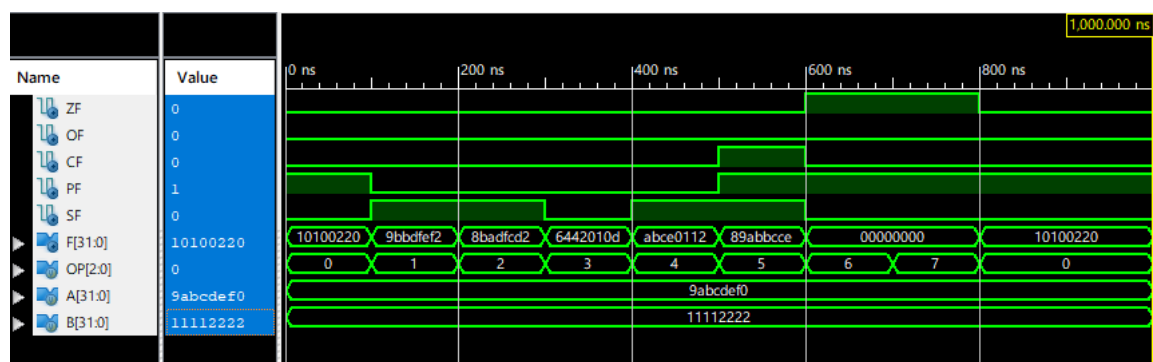 1,000.000 ns
Name Value 0 ns 200 ns 400 ns 600 ns 800 ns
ZF 0
OF 0
CF 0
PF 1
SF 0
F[31:0] 10100220 10100220 9bbdfef2 8badfcd2 6442010d abce0112 89abbcce 00000000 10100220
OP[2:0] 0 0 1 2 3 4 5 6 7 0
A[31:0] 9abcdef0 9abcdef0
B[31:0] 11112222 11112222